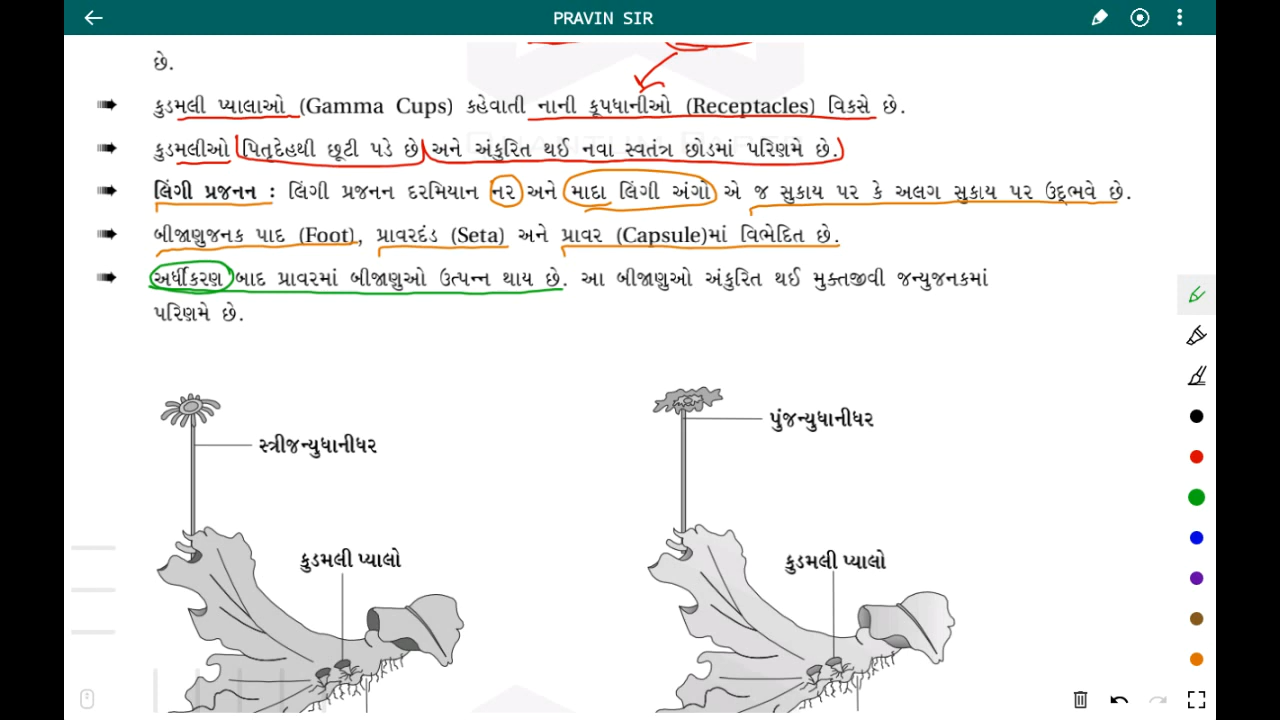 PRAVIN SIR
છે.
કુડમલી પ્યાલાઓ (Gamma Cups) કહેવાતી નાની કૂપધાનીઓ (Receptacles) વિકસે છે.
કુડમલીઓ પિતૃદેહથી છૂટી પડે છે અને અંકુરિત થઈ નવા સ્વતંત્ર છોડમાં પરિણમે છે.
લિંગી પ્રજનન : લિંગી પ્રજનન દરમિયાન નર અને માદા લિંગી અંગો એ જ સુકાય પર કે અલગ સુકાય પર ઉદ્ભવે છે.
બીજાણુજનક પાદ (Foot), પ્રાવરદંડ (Seta) અને પ્રાવર (Capsule)માં વિભેદિત છે.
અર્ધીકરણ બાદ પ્રાવરમાં બીજાણુઓ ઉત્પન્ન થાય છે. આ બીજાણુઓ અંકુરિત થઈ મુક્તજીવી જન્યુજનકમાં
પરિણમે છે.
સ્ત્રીજન્યુધાનીધર
પુંજન્યુધાનીધર
કુડમલી પ્યાલો
કુડમલી પ્યાલો